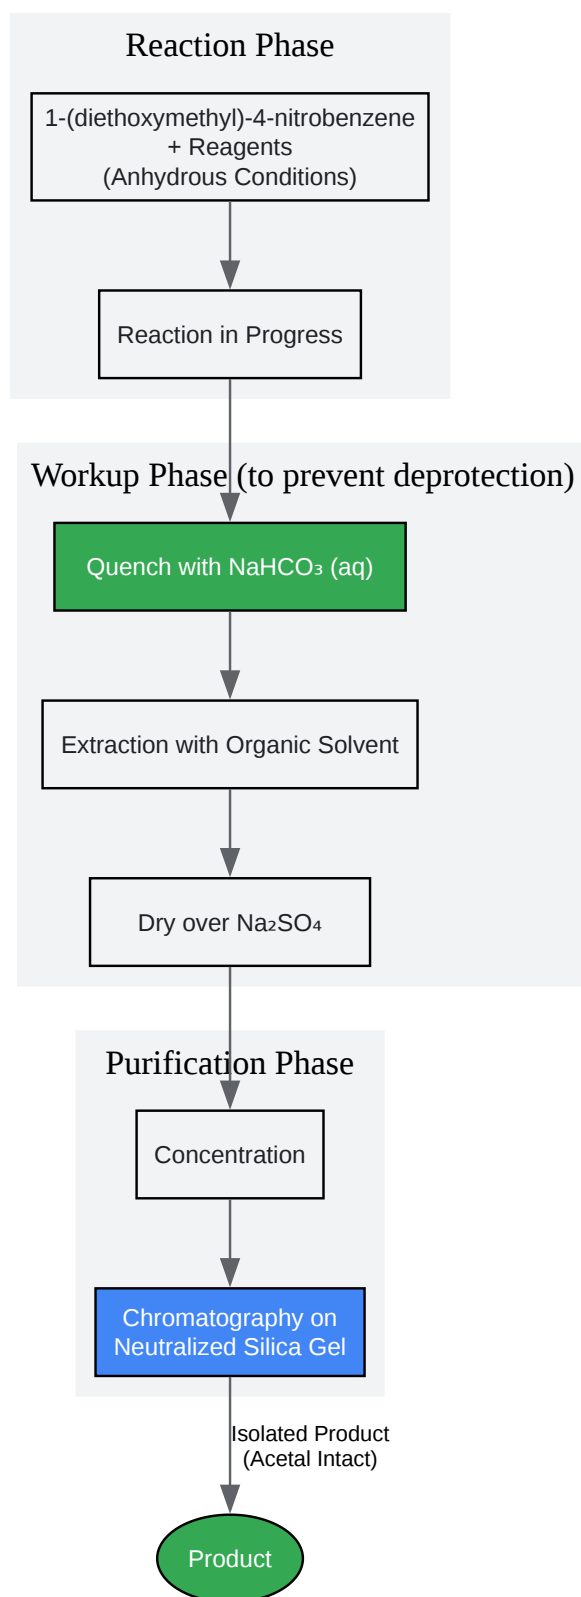 Reaction Phase
1-(diethoxymethyl)-4-nitrobenzene
+ Reagents
(Anhydrous Conditions)
Reaction in Progress
Workup Phase (to prevent deprotection)
Quench with NaHCO₃ (aq)
Extraction with Organic Solvent
Dry over Na₂SO₄
Purification Phase
Concentration
Chromatography on
Neutralized Silica Gel
Isolated Product
(Acetal Intact)
Product